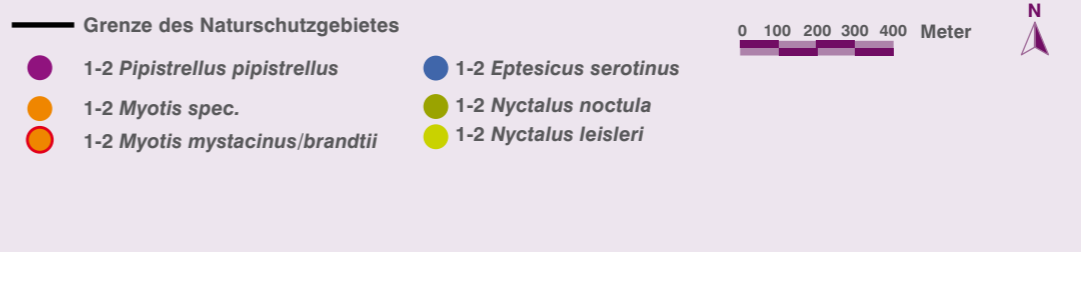 Grenze des Naturschutzgebietes
1-2 Pipistrellus pipistrellus
1-2 Myotis spec.
1-2 Myotis mystacinus/brandtii
1-2 Eptesicus serotinus
1-2 Nyctalus noctula
1-2 Nyctalus leisleri
0 100 200 300 400 Meter
N